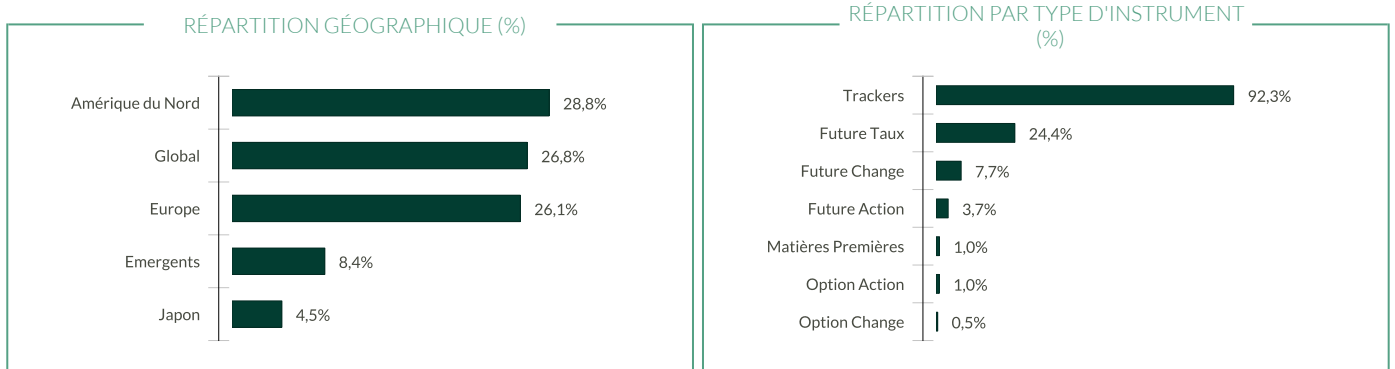 RÉPARTITION GÉOGRAPHIQUE (%)
Amérique du Nord 28,8%
Global 26,8%
Europe 26,1%
Emergents 8,4%
Japon 4,5%
RÉPARTITION PAR TYPE D'INSTRUMENT
(%)
Trackers 92,3%
Future Taux 24,4%
Future Change 7,7%
Future Action 3,7%
Matières Premières 1,0%
Option Action 1,0%
Option Change 0,5%